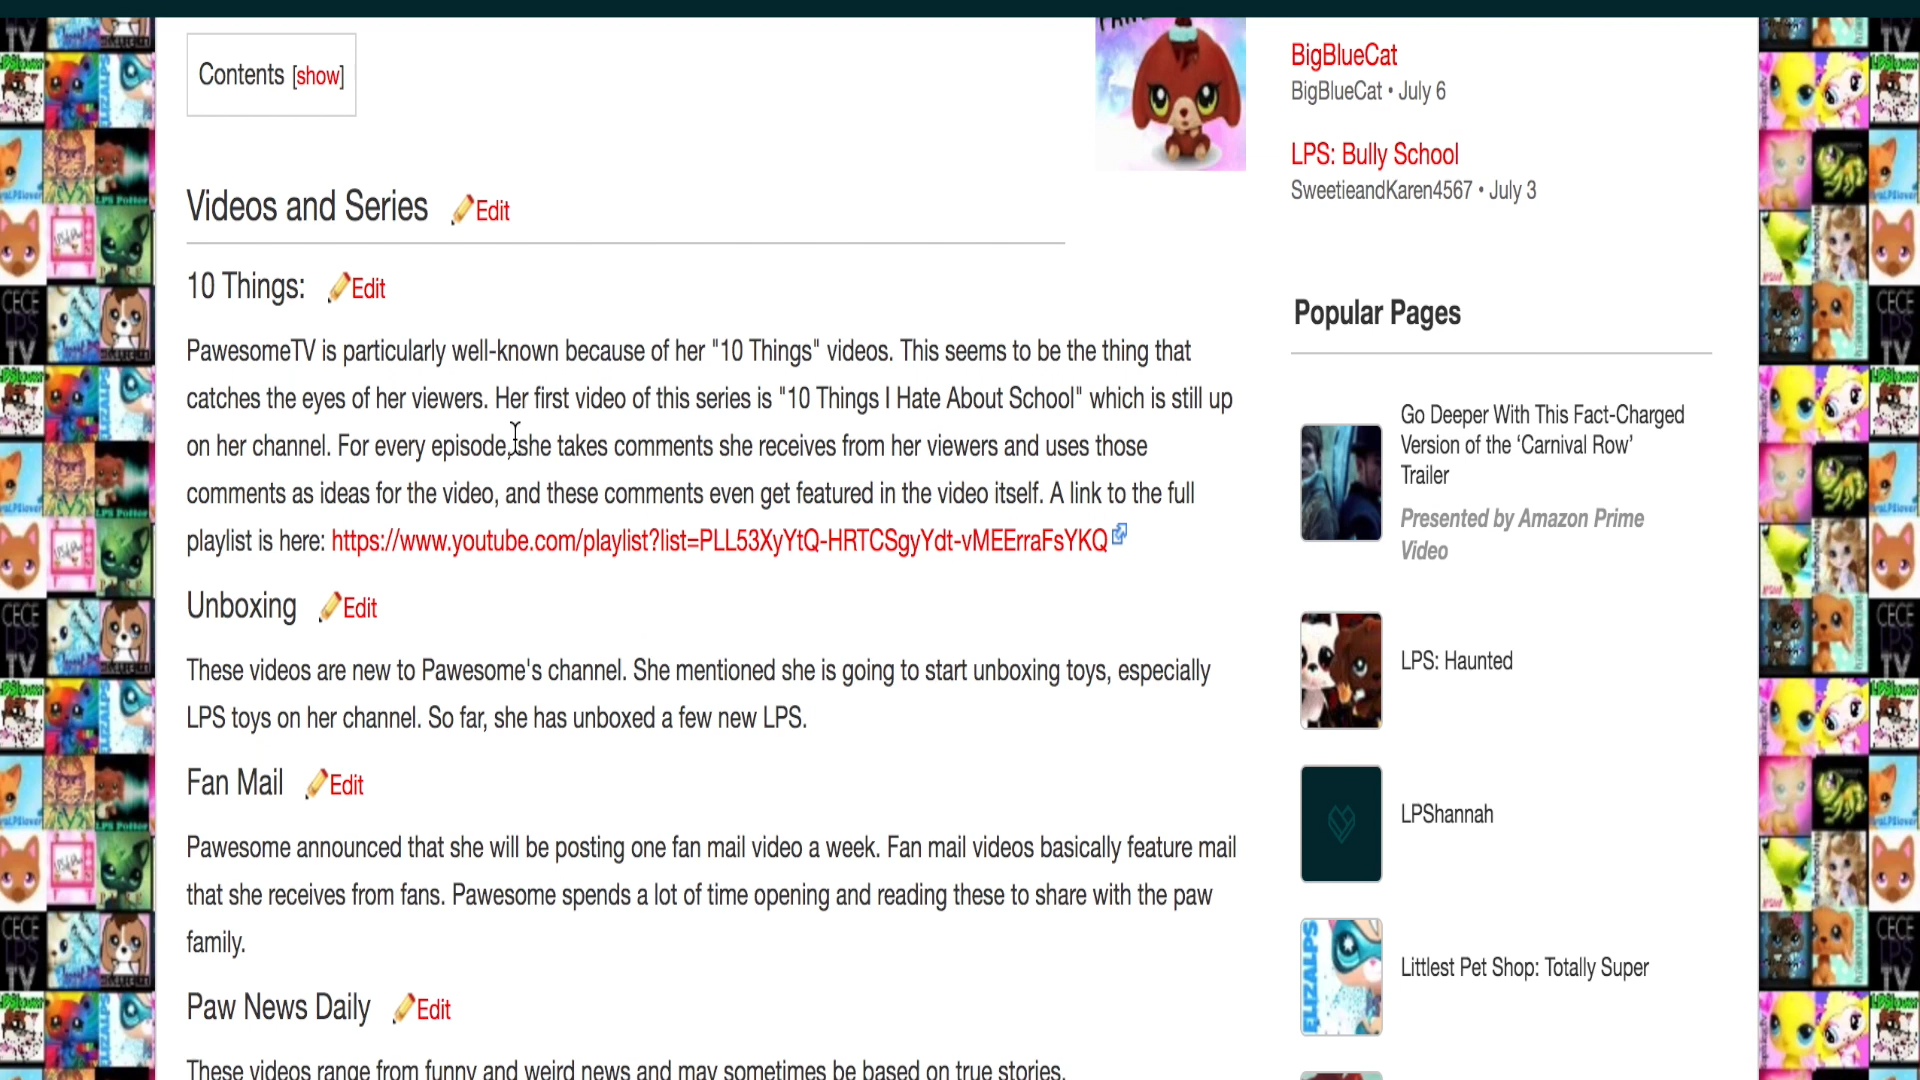 Contents [show]
Videos and Series Edit
10 Things: Edit
PawesomeTV is particularly well-known because of her "10 Things" videos. This seems to be the thing that
catches the eyes of her viewers. Her first video of this series is "10 Things I Hate About School" which is still up
on her channel. For every episode, she takes comments she receives from her viewers and uses those
comments as ideas for the video, and these comments even get featured in the video itself. A link to the full
playlist is here: https://www.youtube.com/playlist?list=PLL53XyYtQ-HRTCSgyYdt-vMEErraFsYKQ
Unboxing Edit
These videos are new to Pawesome's channel. She mentioned she is going to start unboxing toys, especially
LPS toys on her channel. So far, she has unboxed a few new LPS.
Fan Mail Edit
Pawesome announced that she will be posting one fan mail video a week. Fan mail videos basically feature mail
that she receives from fans. Pawesome spends a lot of time opening and reading these to share with the paw
family.
Paw News Daily Edit
These videos range from funny and weird news and may sometimes be based on true stories.
BigBlueCat
BigBlueCat • July 6
LPS: Bully School
SweetieandKaren4567 • July 3
Popular Pages
Go Deeper With This Fact-Charged
Version of the ‘Carnival Row’
Trailer
Presented by Amazon Prime
Video
LPS: Haunted
LPShannah
ELIZALPS
Littlest Pet Shop: Totally Super
CECE
LPS
TV